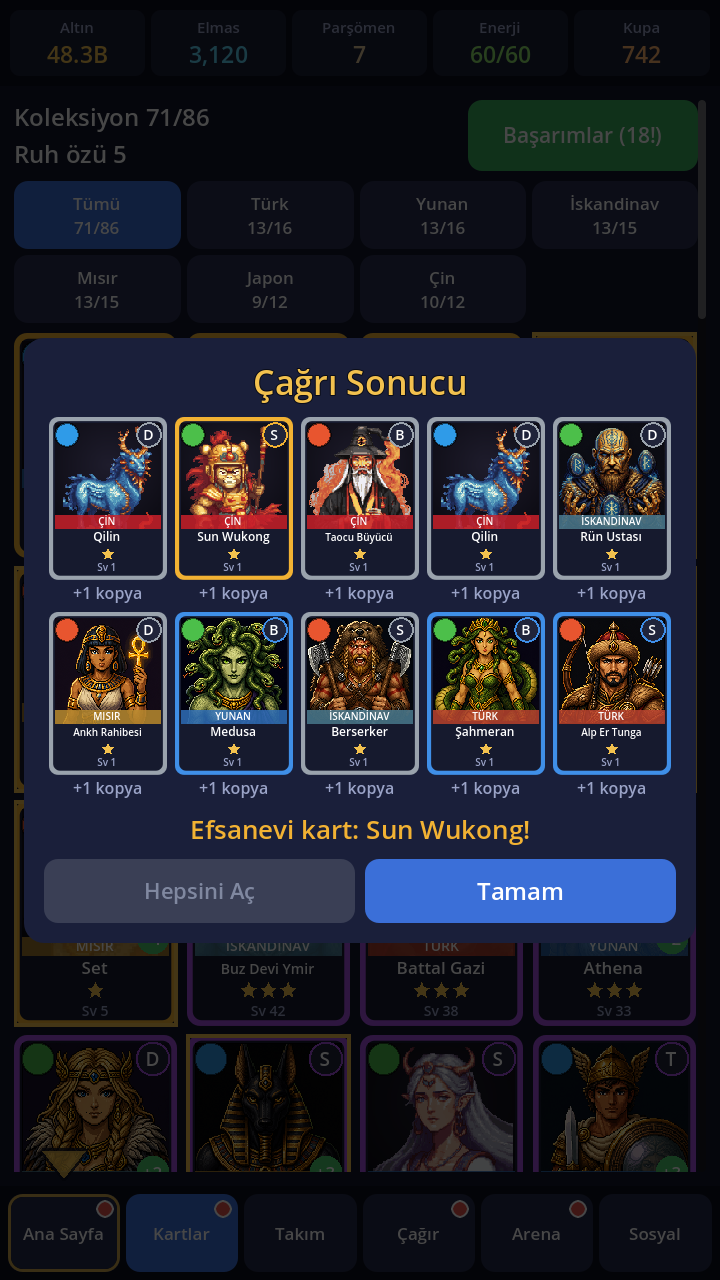 Altın
48.3B
Elmas
3,120
Parşömen
7
Enerji
60/60
Kupa
742
Koleksiyon 71/86
Ruh özü 5
Başarımlar (18!)
Tümü
71/86
Türk
13/16
Yunan
13/16
İskandinav
13/15
Mısır
13/15
Japon
9/12
Çin
10/12
Çağrı Sonucu
D
ÇİN
Qilin
Sv 1
+1 kopya
S
ÇİN
Sun Wukong
Sv 1
+1 kopya
B
ÇİN
Taocu Büyücü
Sv 1
+1 kopya
D
ÇİN
Qilin
Sv 1
+1 kopya
D
İSKANDİNAV
Rün Ustası
Sv 1
+1 kopya
D
MISIR
Ankh Rahibesi
Sv 1
+1 kopya
B
YUNAN
Medusa
Sv 1
+1 kopya
S
İSKANDİNAV
Berserker
Sv 1
+1 kopya
B
TÜRK
Şahmeran
Sv 1
+1 kopya
S
TÜRK
Alp Er Tunga
Sv 1
+1 kopya
Efsanevi kart: Sun Wukong!
Hepsini Aç
Tamam
MISIR
Set
Sv 5
İSKANDİNAV
Buz Devi Ymir
Sv 42
TÜRK
Battal Gazi
Sv 38
YUNAN
Athena
Sv 33
D
S
S
T
Ana Sayfa
Kartlar
Takım
Çağır
Arena
Sosyal